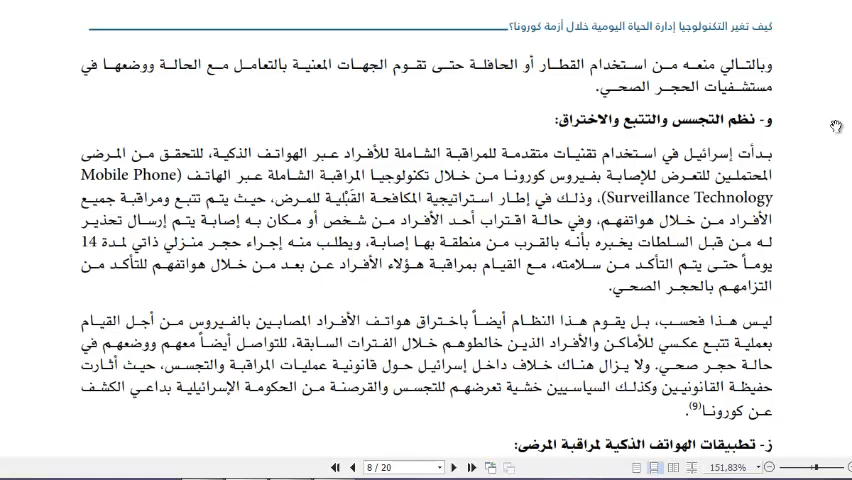 كيف تغير التكنولوجيا إدارة الحياة اليومية خلال أزمة كورونا؟
وبالتالي منعه من استخدام القطار أو الحافلة حتى تقوم الجهات المعنية بالتعامل مع الحالة ووضعها في
مستشفيات الحجر الصحي.
و- نظم التجسس والتتبع والاختراق:
بدأت إسرائيل في استخدام تقنيات متقدمة للمراقبة الشاملة للأفراد عبر الهواتف الذكية، للتحقق من المرضى
المحتملين للتعرض للإصابة بفيروس كورونا من خلال تكنولوجيا المراقبة الشاملة عبر الهاتف (Mobile Phone
Surveillance Technology)، وذلك في إطار استراتيجية المكافحة القَبْلية للمرض، حيث يتم تتبع ومراقبة جميع
الأفراد من خلال هواتفهم، وفي حالة اقتراب أحد الأفراد من شخص أو مكان به إصابة يتم إرسال تحذير
له من قبل السلطات يخبره بأنه بالقرب من منطقة بها إصابة، ويطلب منه إجراء حجر منزلي ذاتي لمدة 14
يوماً حتى يتم التأكد من سلامته، مع القيام بمراقبة هؤلاء الأفراد عن بعد من خلال هواتفهم للتأكد من
التزامهم بالحجر الصحي.
ليس هذا فحسب، بل يقوم هذا النظام أيضاً باختراق هواتف الأفراد المصابين بالفيروس من أجل القيام
بعملية تتبع عكسي للأماكن والأفراد الذين خالطوهم خلال الفترات السابقة، للتواصل أيضاً معهم ووضعهم في
حالة حجر صحي. ولا يزال هناك خلاف داخل إسرائيل حول قانونية عمليات المراقبة والتجسس، حيث أثارت
حفيظة القانونيين وكذلك السياسيين خشية تعرضهم للتجسس والقرصنة من الحكومة الإسرائيلية بداعي الكشف
عن كورونا(9).
ز- تطبيقات الهواتف الذكية لمراقبة المرضى:
8 / 20
151,83%